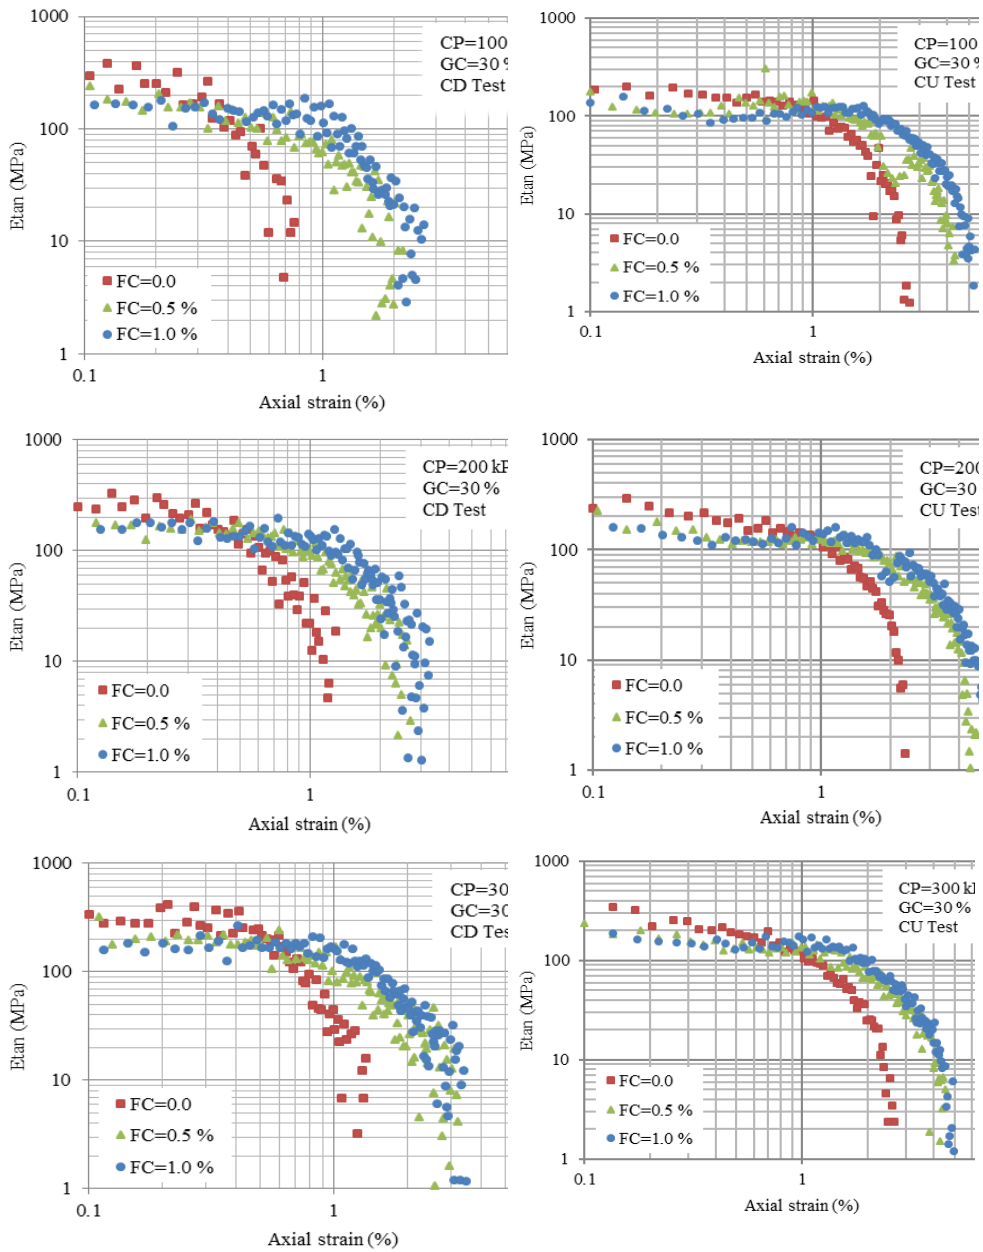 1000
100
10
1
0.1
1
Etan (MPa)
Axial strain (%)
CP=100
GC=30 %
CD Test
FC=0.0
FC=0.5 %
FC=1.0 %
1000
100
10
1
0.1
1
Etan (MPa)
Axial strain (%)
CP=100
GC=30 %
CU Test
FC=0.0
FC=0.5 %
FC=1.0 %
1000
100
10
1
0.1
1
Etan (MPa)
Axial strain (%)
CP=200 kP
GC=30 %
CD Test
FC=0.0
FC=0.5 %
FC=1.0 %
1000
100
10
1
0.1
1
Etan (MPa)
Axial strain (%)
CP=200
GC=30
CU Test
FC=0.0
FC=0.5 %
FC=1.0 %
1000
100
10
1
0.1
1
Etan (MPa)
Axial strain (%)
CP=30
GC=30
CD Test
FC=0.0
FC=0.5 %
FC=1.0 %
1000
100
10
1
0.1
1
Etan (MPa)
Axial strain (%)
CP=300 kP
GC=30 %
CU Test
FC=0.0
FC=0.5 %
FC=1.0 %